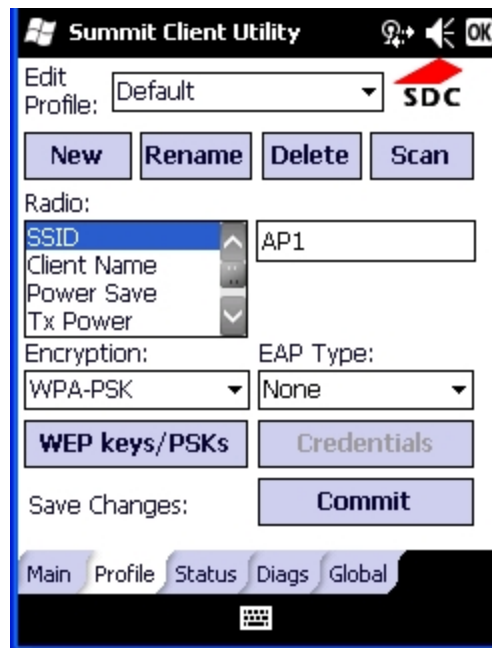 Summit Client Utility OK
Edit
Profile: Default SDC
New Rename Delete Scan
Radio:
SSID AP1
Client Name
Power Save
Tx Power
Encryption: EAP Type:
WPA-PSK None
WEP keys/PSKs Credentials
Save Changes: Commit
Main Profile Status Diags Global